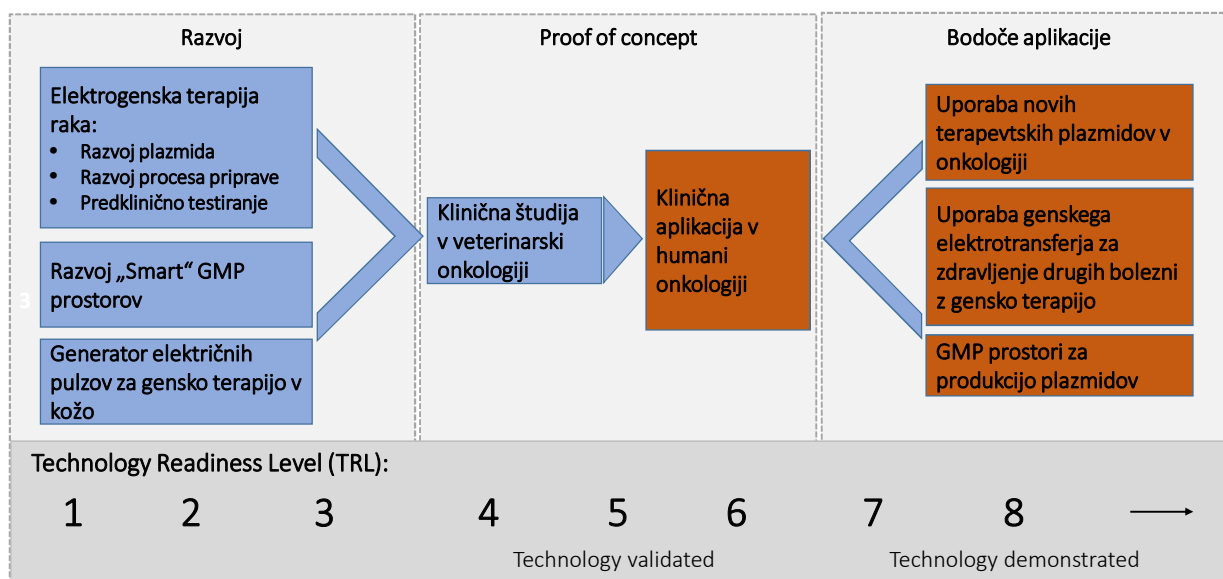 Razvoj
Elektrogenska terapija
raka:
• Razvoj plazmida
• Razvoj procesa priprave
• Predklinično testiranje
Razvoj „Smart“ GMP
prostorov
3
Generator električnih
pulzov za gensko terapijo v
kožo
Proof of concept
Klinična študija
v veterinarski
onkologiji
Klinična
aplikacija v
humani
onkologiji
Bodoče aplikacije
Uporaba novih
terapevtskih plazmidov v
onkologiji
Uporaba genskega
elektrotransferja za
zdravljenje drugih bolezni
z gensko terapijo
GMP prostori za
produkcijo plazmidov
Technology Readiness Level (TRL):
1 2 3 4 5 6 7 8
Technology validated
Technology demonstrated